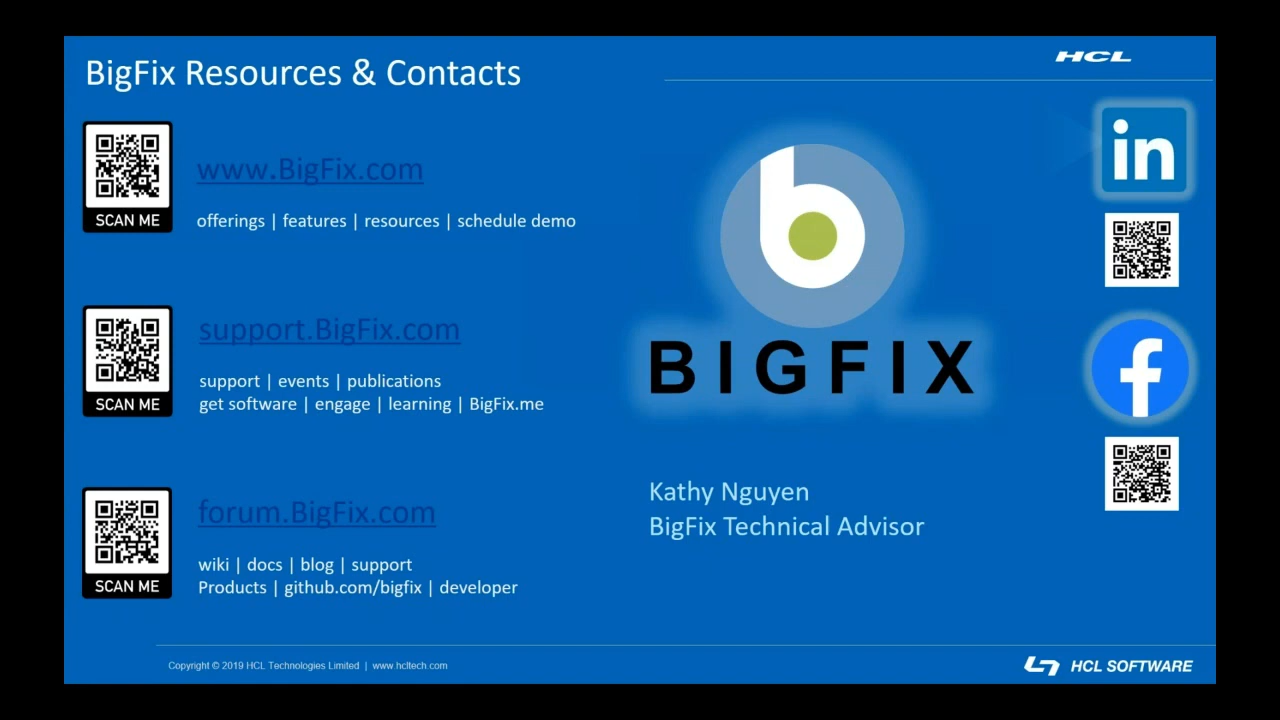 BigFix Resources & Contacts
HCL
SCAN ME
www.BigFix.com
offerings | features | resources | schedule demo
SCAN ME
support.BigFix.com
support | events | publications
get software | engage | learning | BigFix.me
SCAN ME
forum.BigFix.com
wiki | docs | blog | support
Products | github.com/bigfix | developer
b
BIGFIX
Kathy Nguyen
BigFix Technical Advisor
in
f
Copyright © 2019 HCL Technologies Limited | www.hcltech.com
HCL SOFTWARE